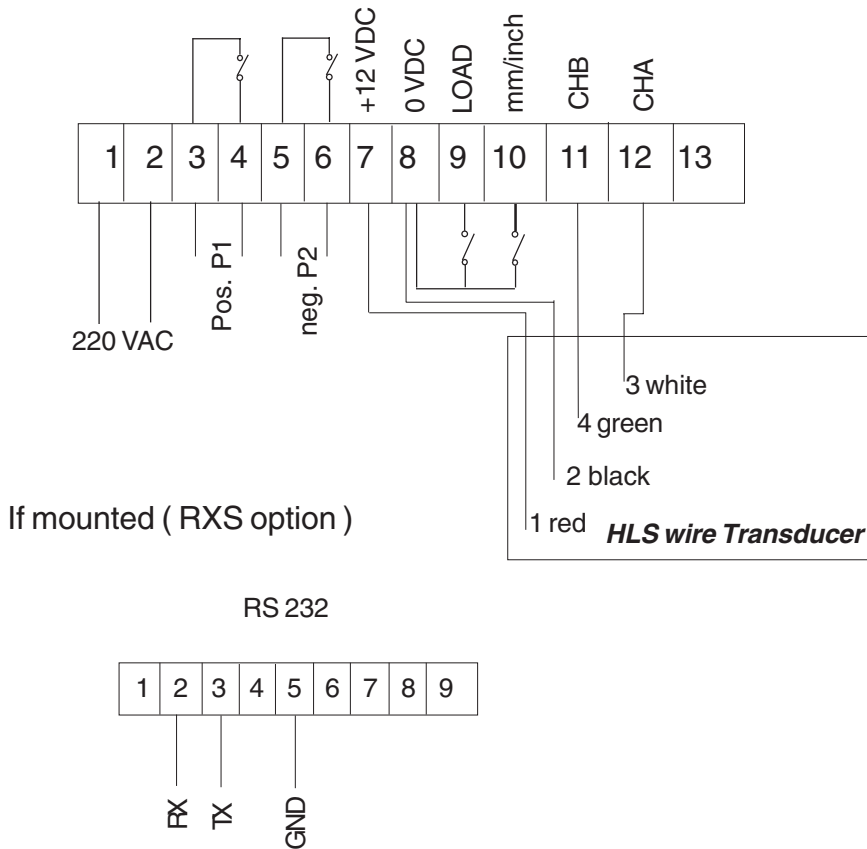 +12 VDC
0 VDC
LOAD
mm/inch
CHB
CHA
1 2 3 4 5 6 7 8 9 10 11 12 13
Pos. P1
neg. P2
220 VAC
3 white
4 green
2 black
1 red
HLS wire Transducer
If mounted ( RXS option )
RS 232
1 2 3 4 5 6 7 8 9
RX
TX
GND